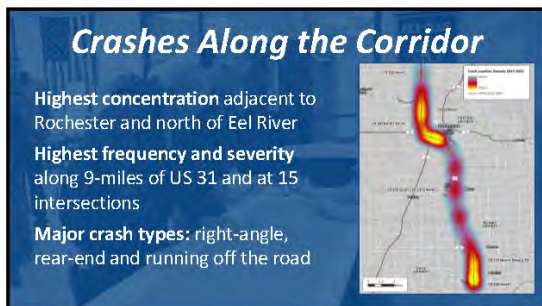 Crashes Along the Corridor
Highest concentration adjacent to
Rochester and north of Eel River
Highest frequency and severity
along 9-miles of US 31 and at 15
intersections
Major crash types: right-angle,
rear-end and running off the road